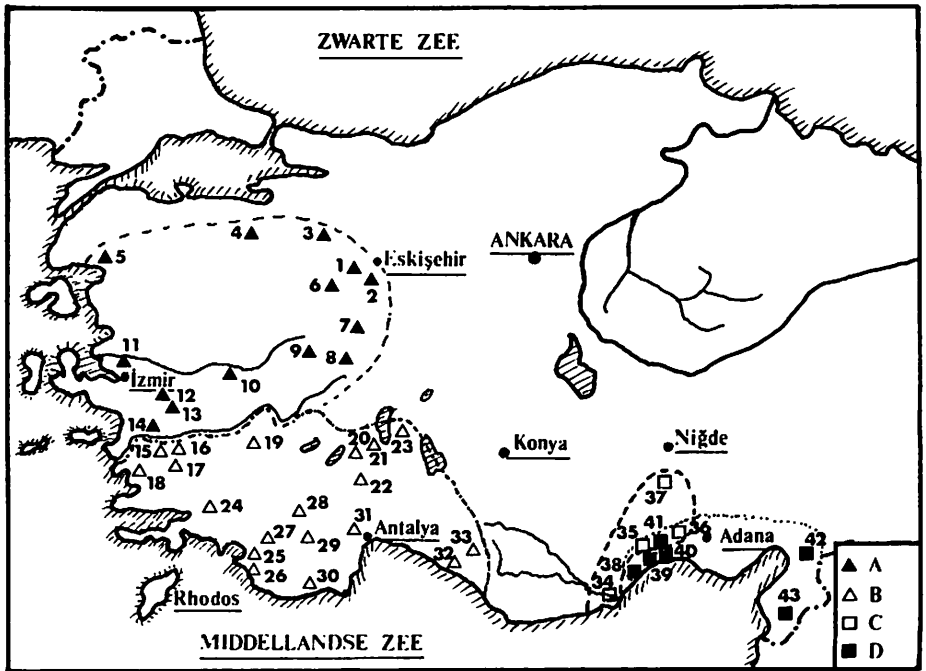 ZWARTE ZEE
4 3
ANKARA
Eskişehir
5
1
6 2
7
11
9 8
10
İzmir
12
13
14
19
20 23
21
15 16
18 17
Konya
Niğde
22
37
24
28
31
27 29
Antalya
33
32
25
26
30
35 41 36
Adana
42
38 40
39
34
43
Rhodos
MIDDELLANDSE ZEE
A
B
C
D